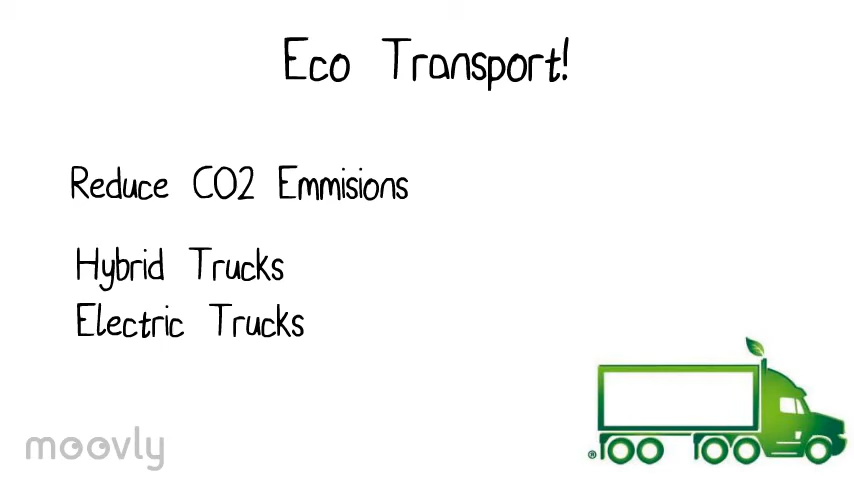 Eco Transport!
Reduce CO2 Emmisions
Hybrid Trucks
Electric Trucks
moovly
®